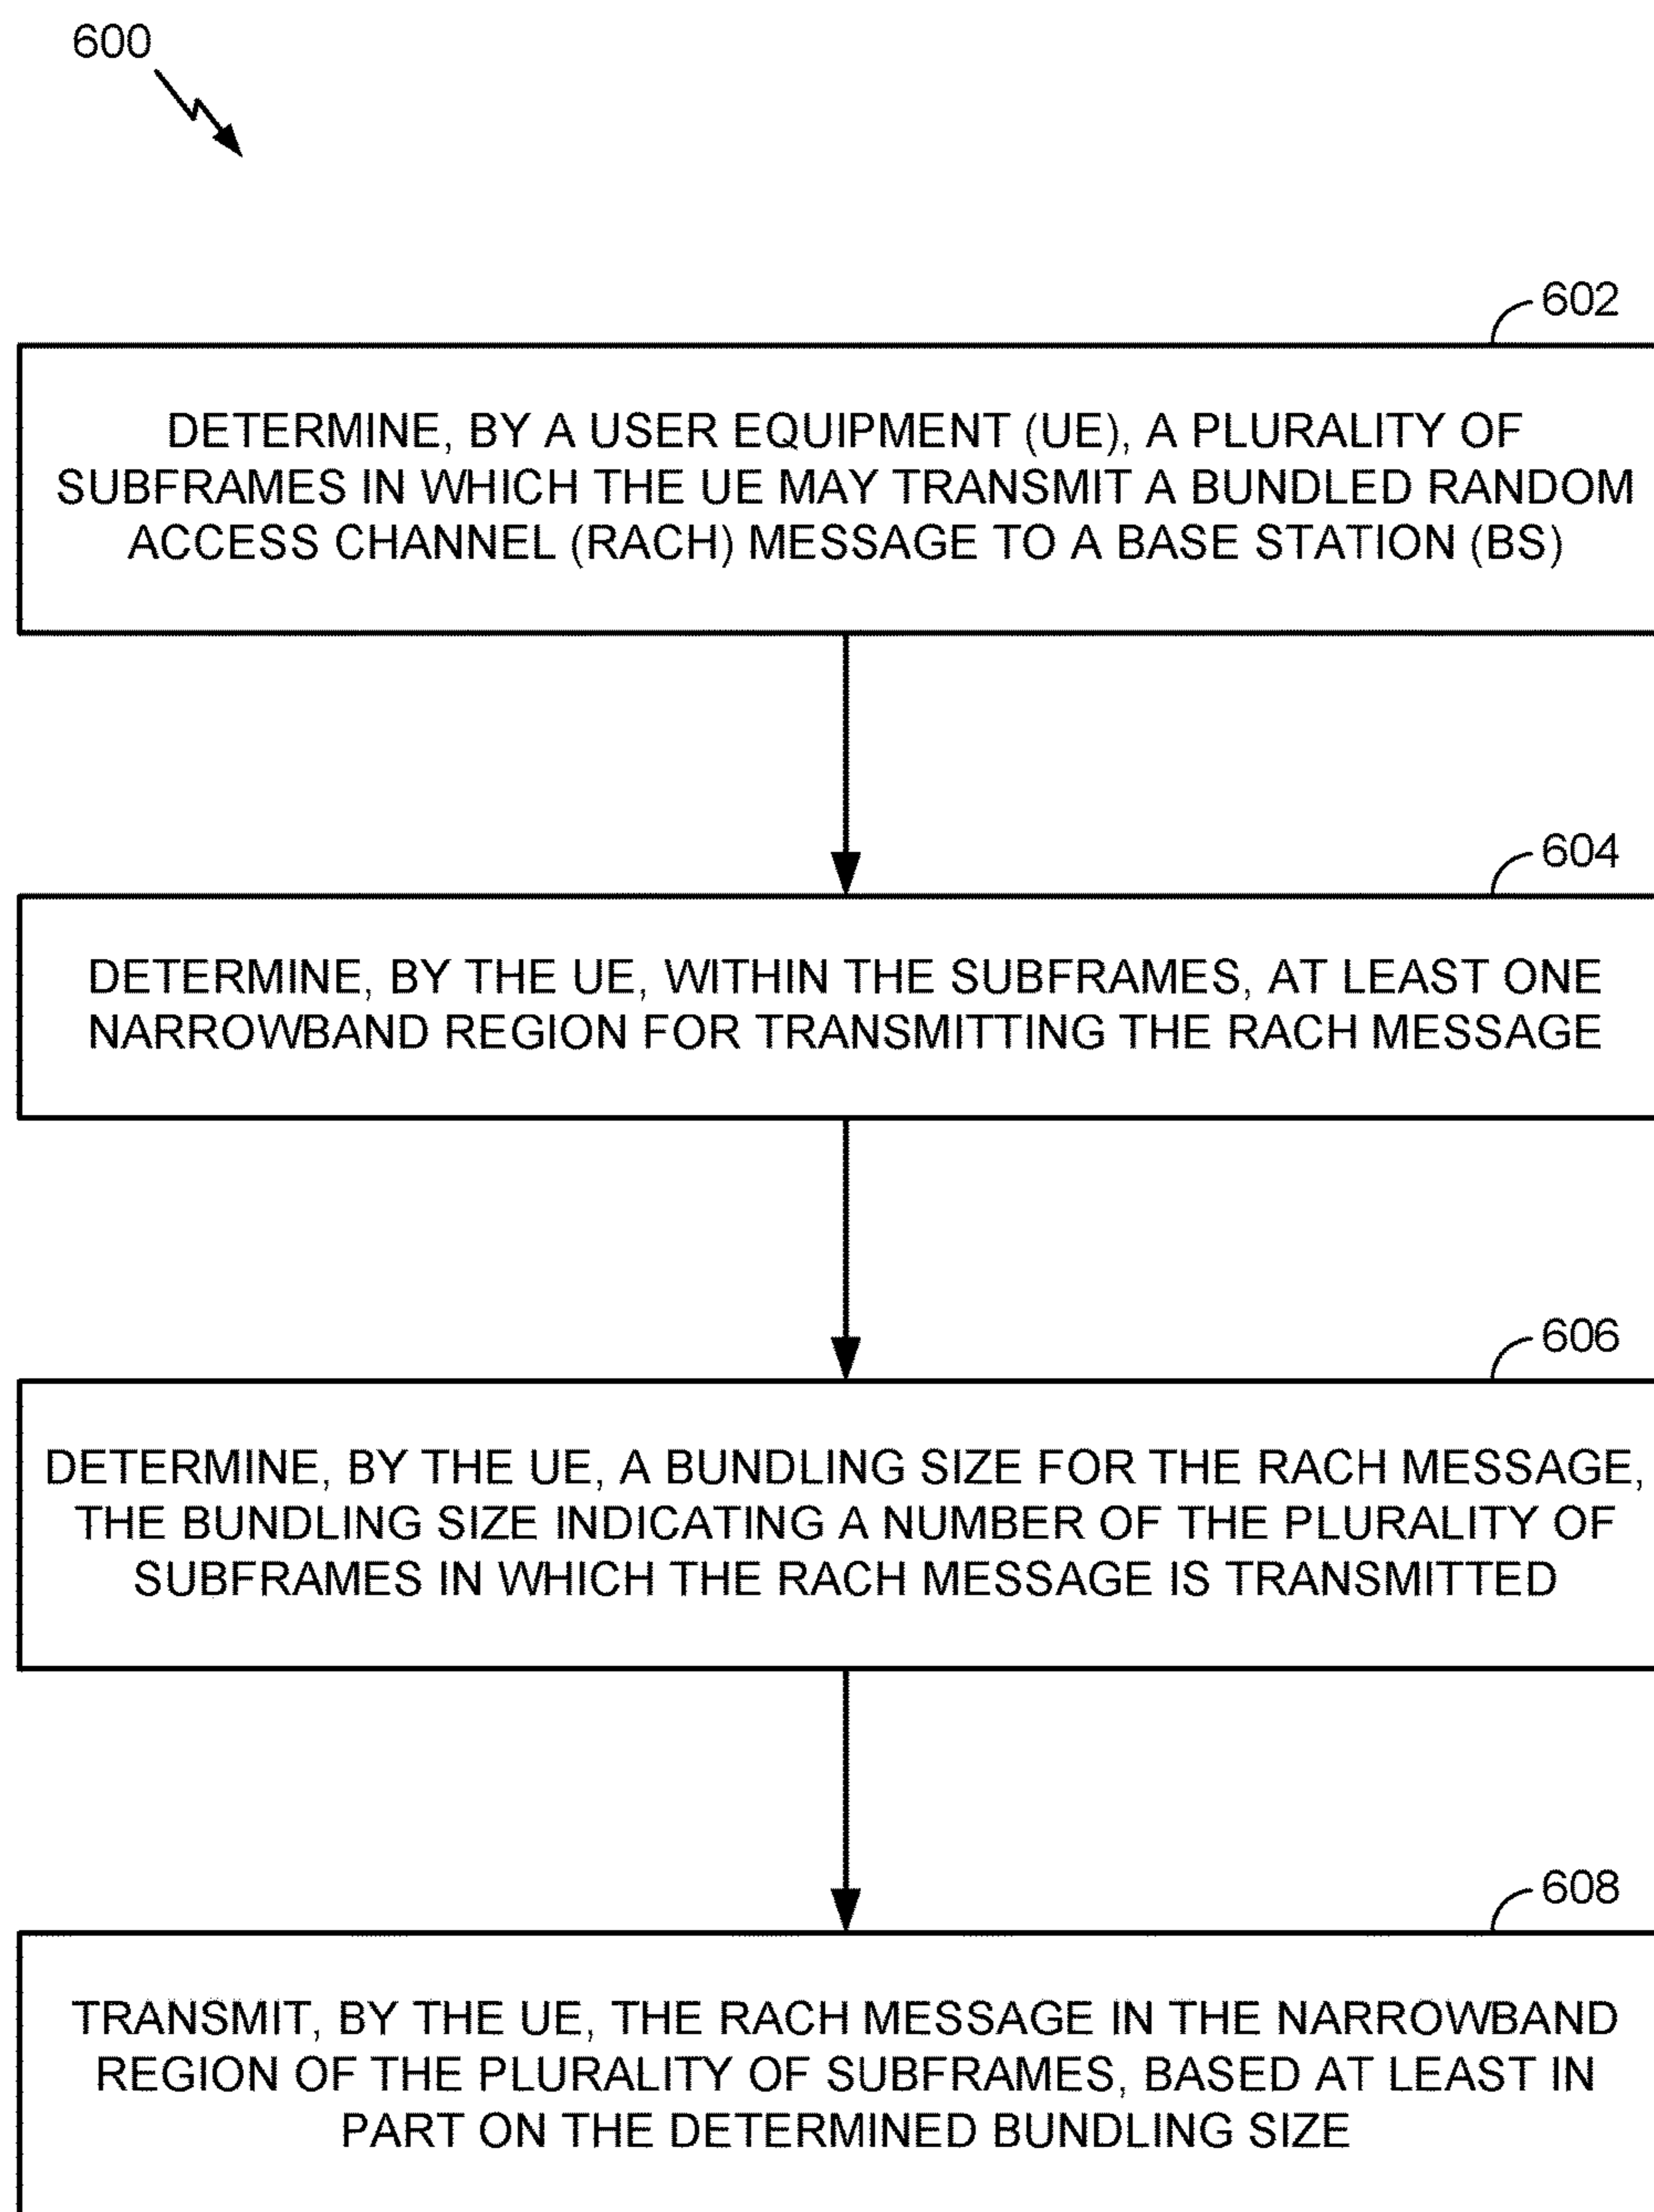 600
602
DETERMINE, BY A USER EQUIPMENT (UE), A PLURALITY OF
SUBFRAMES IN WHICH THE UE MAY TRANSMIT A BUNDLED RANDOM
ACCESS CHANNEL (RACH) MESSAGE TO A BASE STATION (BS)
604
DETERMINE, BY THE UE, WITHIN THE SUBFRAMES, AT LEAST ONE
NARROWBAND REGION FOR TRANSMITTING THE RACH MESSAGE
606
DETERMINE, BY THE UE, A BUNDLING SIZE FOR THE RACH MESSAGE,
THE BUNDLING SIZE INDICATING A NUMBER OF THE PLURALITY OF
SUBFRAMES IN WHICH THE RACH MESSAGE IS TRANSMITTED
608
TRANSMIT, BY THE UE, THE RACH MESSAGE IN THE NARROWBAND
REGION OF THE PLURALITY OF SUBFRAMES, BASED AT LEAST IN
PART ON THE DETERMINED BUNDLING SIZE